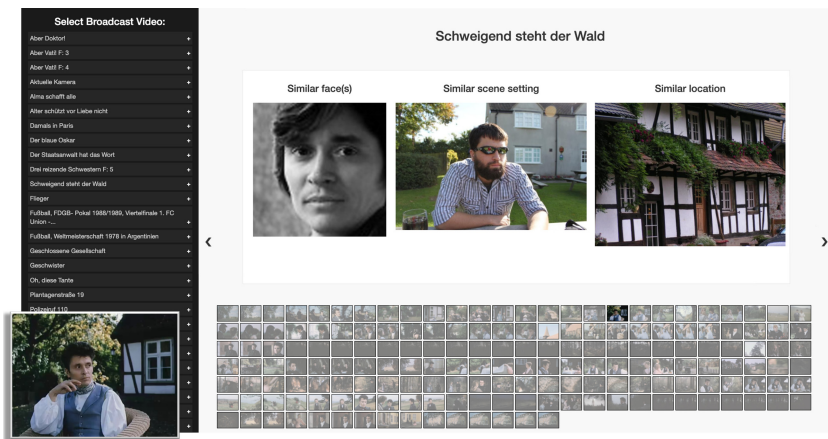 Select Broadcast Video:
Aber Doktor! +
Aber Vati! F: 3 +
Aber Vati! F: 4 +
Aktuelle Kamera +
Alma schafft alle +
Alter schützt vor Liebe nicht +
Damals in Paris +
Der blaue Oskar +
Der Staatsanwalt hat das Wort +
Drei reizende Schwestern F: 5 +
Schweigend steht der Wald +
Flieger +
Fußball, FDGB- Pokal 1988/1989, Viertelfinale 1. FC
Union -... +
Fußball, Weltmeisterschaft 1978 in Argentinien +
Geschlossene Gesellschaft +
Geschwister +
Oh, diese Tante +
Plantagenstraße 19 +
Polizeiruf 110 +
+
+
+
+
+
+
+
Schweigend steht der Wald
Similar face(s)
Similar scene setting
Similar location
‹
›